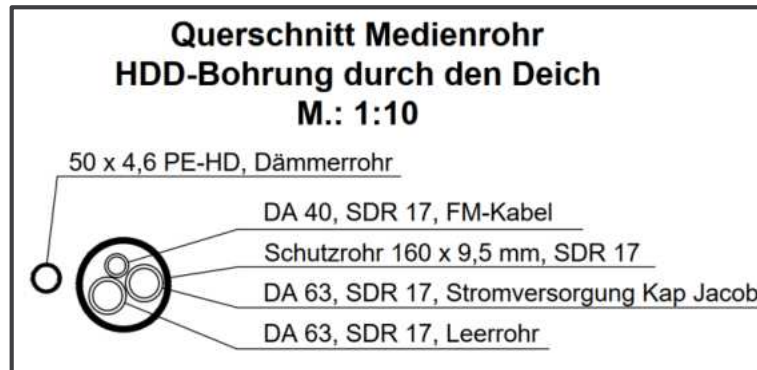 Querschnitt Medienrohr
HDD-Bohrung durch den Deich
M.: 1:10
50 x 4,6 PE-HD, Dämmerrohr
DA 40, SDR 17, FM-Kabel
Schutzrohr 160 x 9,5 mm, SDR 17
DA 63, SDR 17, Stromversorgung Kap Jacob
DA 63, SDR 17, Leerrohr